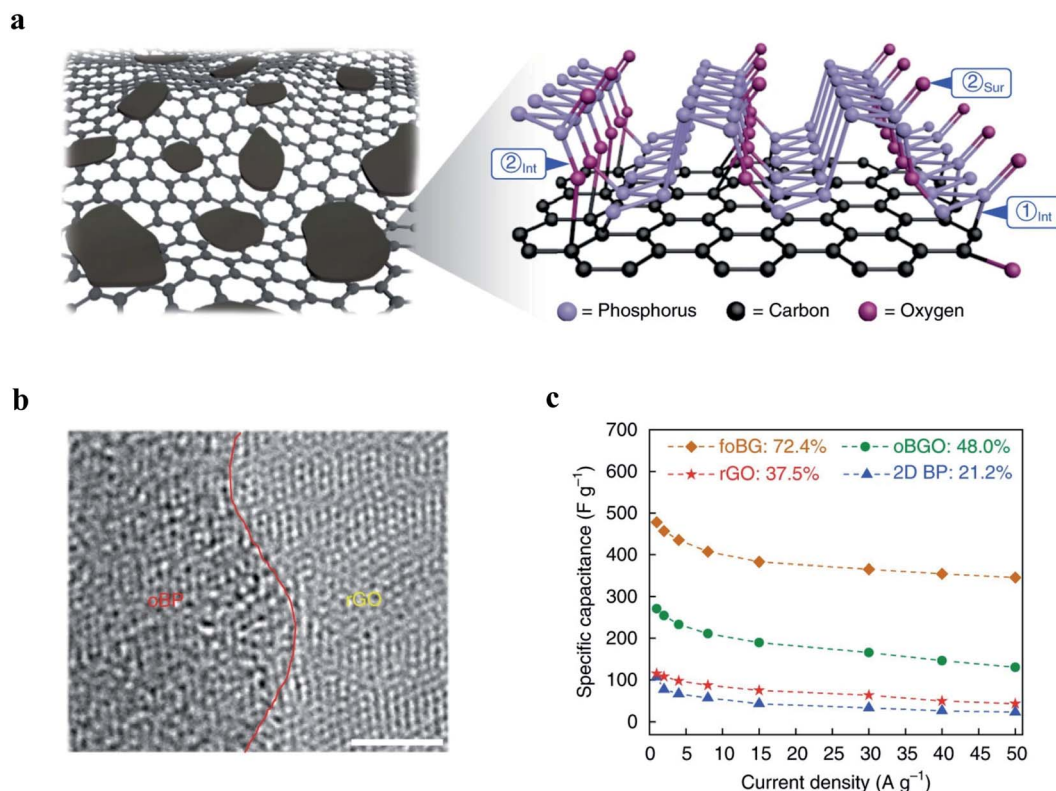 a
②Sur
②Int
①Int
= Phosphorus = Carbon = Oxygen
b
oBP rGO
c
Specific capacitance (F g⁻¹)
700
600
500
400
300
200
100
0
foBG: 72.4% oBGO: 48.0%
rGO: 37.5% 2D BP: 21.2%
0 5 10 15 20 25 30 35 40 45 50
Current density (A g⁻¹)